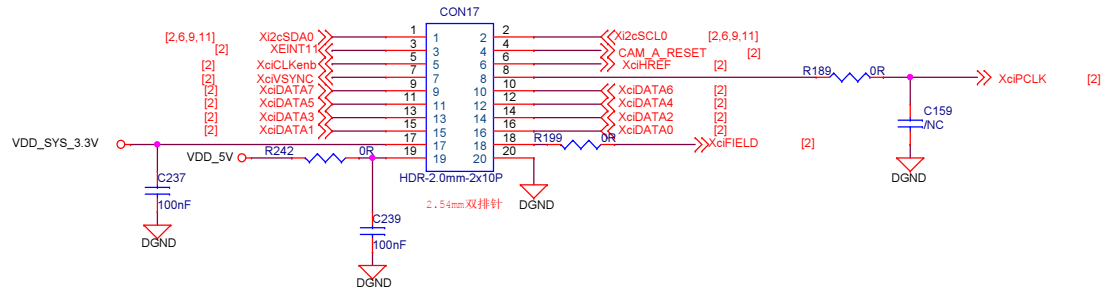 CON17
[2,6,9,11] Xi2cSDA0 1 1 2 2 Xi2cSCL0 [2,6,9,11]
[2] XEINT11 3 3 4 4 CAM_A_RESET [2]
[2] XciCLKenb 5 5 6 6 XciHREF [2]
[2] XciVSYNC 7 7 8 8 R189 0R XciPCLK [2]
[2] XciDATA7 9 9 10 10 XciDATA6 [2]
[2] XciDATA5 11 11 12 12 XciDATA4 [2]
[2] XciDATA3 13 13 14 14 XciDATA2 [2]
[2] XciDATA1 15 15 16 16 XciDATA0 [2]
C159
/NC
DGND
VDD_SYS_3.3V 17 17 18 18 R199 0R XciFIELD [2]
VDD_5V R242 0R 19 19 20 20
HDR-2.0mm-2x10P
2.54mm双排针
DGND
C237
100nF
DGND
C239
100nF
DGND